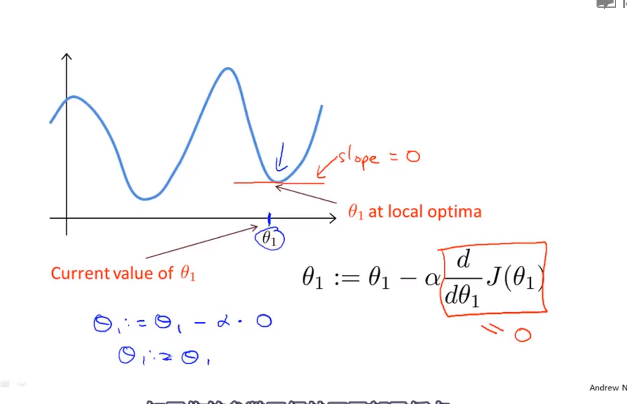 slope = 0
θ₁ at local optima
θ₁
Current value of θ₁
θ₁ := θ₁ − α d/dθ₁ J(θ₁)
= 0
θ₁ := θ₁ − α · 0
θ₁ := θ₁
Andrew N